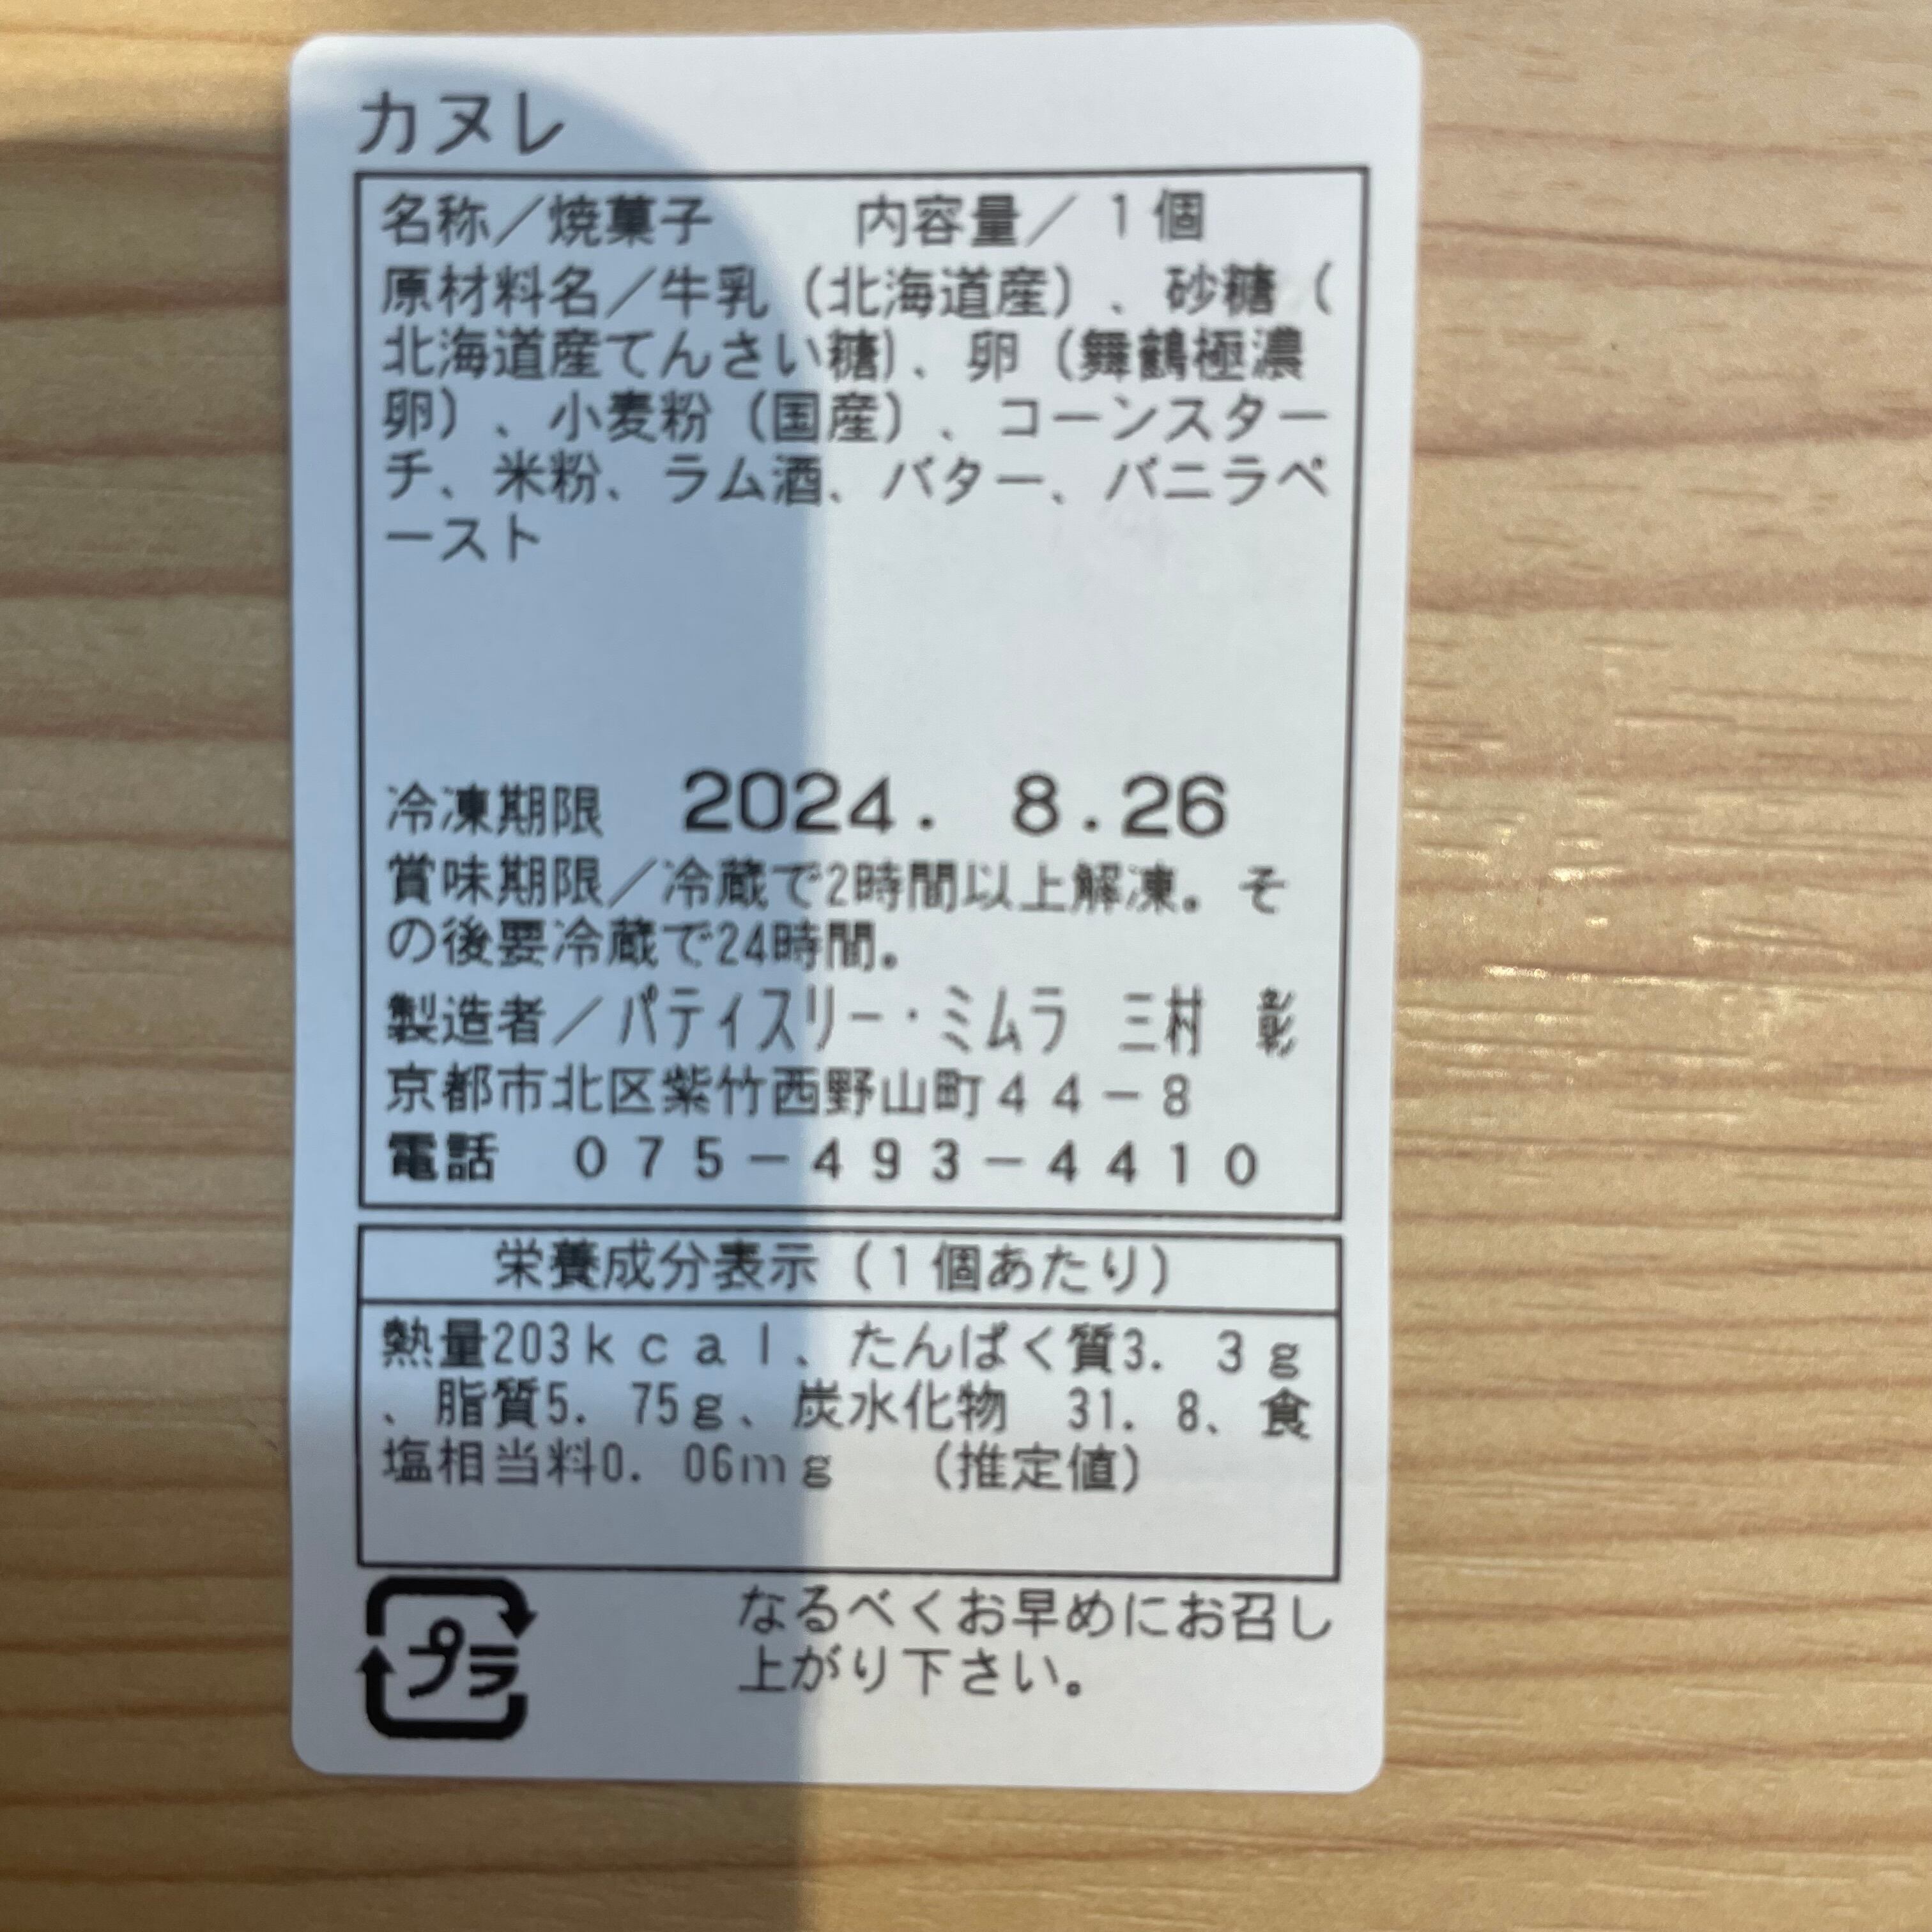 カヌレ
名称／焼菓子　内容量／１個
原材料名／牛乳（北海道産）、砂糖（
北海道産てんさい糖）、卵（舞鶴極濃
卵）、小麦粉（国産）、コーンスター
チ、米粉、ラム酒、バター、バニラペ
ースト
冷凍期限　2024.　8.26
賞味期限／冷蔵で2時間以上解凍。そ
の後要冷蔵で24時間。
製造者／パティスリー・ミムラ　三村　彰
京都市北区紫竹西野山町４４－８
電話　０７５－４９３－４４１０
栄養成分表示（１個あたり）
熱量203ｋｃａｌ、たんぱく質3.　３ｇ
、脂質5.　75ｇ、炭水化物　31.　8、食
塩相当料0.　06ｍｇ　（推定値）
プラ
なるべくお早めにお召し
上がり下さい。